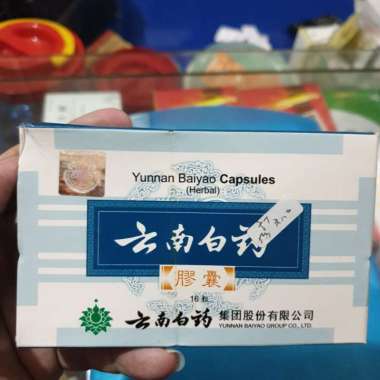 Yunnan Baiyao Capsules
(Herbal)
云南白药
膠囊
16粒
云南白药 集团股份有限公司
YUNNAN BAIYAO GROUP CO., LTD.